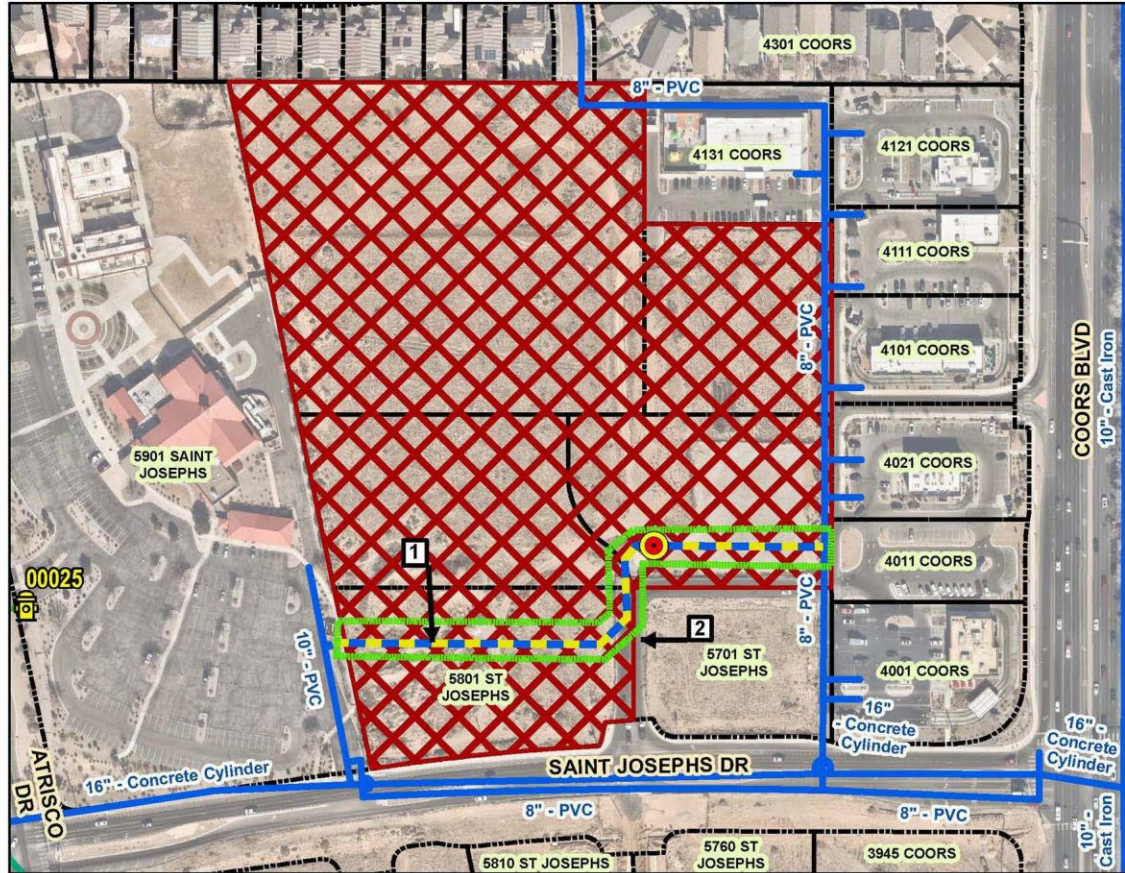 4301 COORS
8" - PVC
4131 COORS
4121 COORS
4111 COORS
8" - PVC
4101 COORS
COORS BLVD
10" - Cast Iron
5901 SAINT
JOSEPHS
4021 COORS
1
4011 COORS
00025
8" - PVC
2
10" - PVC
5801 ST
JOSEPHS
5701 ST
JOSEPHS
4001 COORS
16"
- Concrete
Cylinder
16" -
Concrete
Cylinder
ATRISCO
DR
16" - Concrete Cylinder
SAINT JOSEPHS DR
8" - PVC
8" - PVC
10" -
Cast Iron
5810 ST JOSEPHS
5760 ST
JOSEPHS
3945 COORS